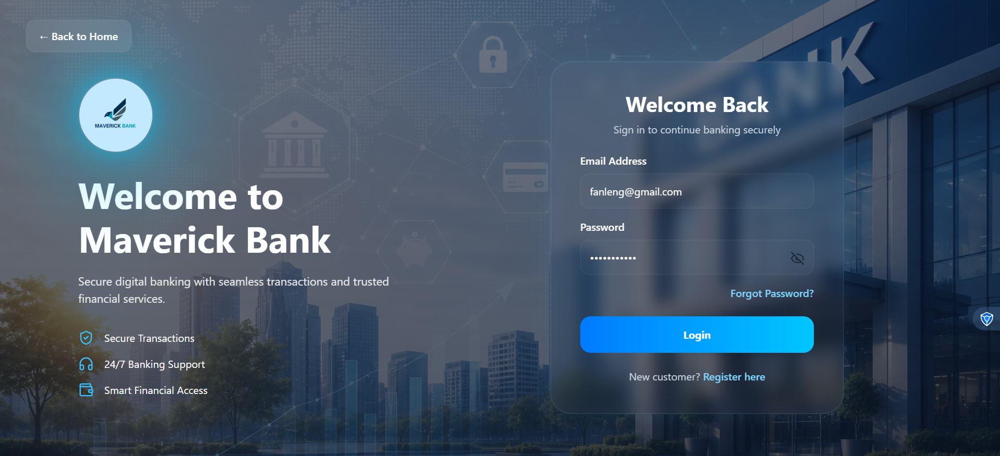 ← Back to Home
MAVERICK BANK
Welcome to
Maverick Bank
Secure digital banking with seamless transactions and trusted
financial services.
Secure Transactions
24/7 Banking Support
Smart Financial Access
BANK
Welcome Back
Sign in to continue banking securely
Email Address
fanleng@gmail.com
Password
•••••••••••
Forgot Password?
Login
New customer? Register here